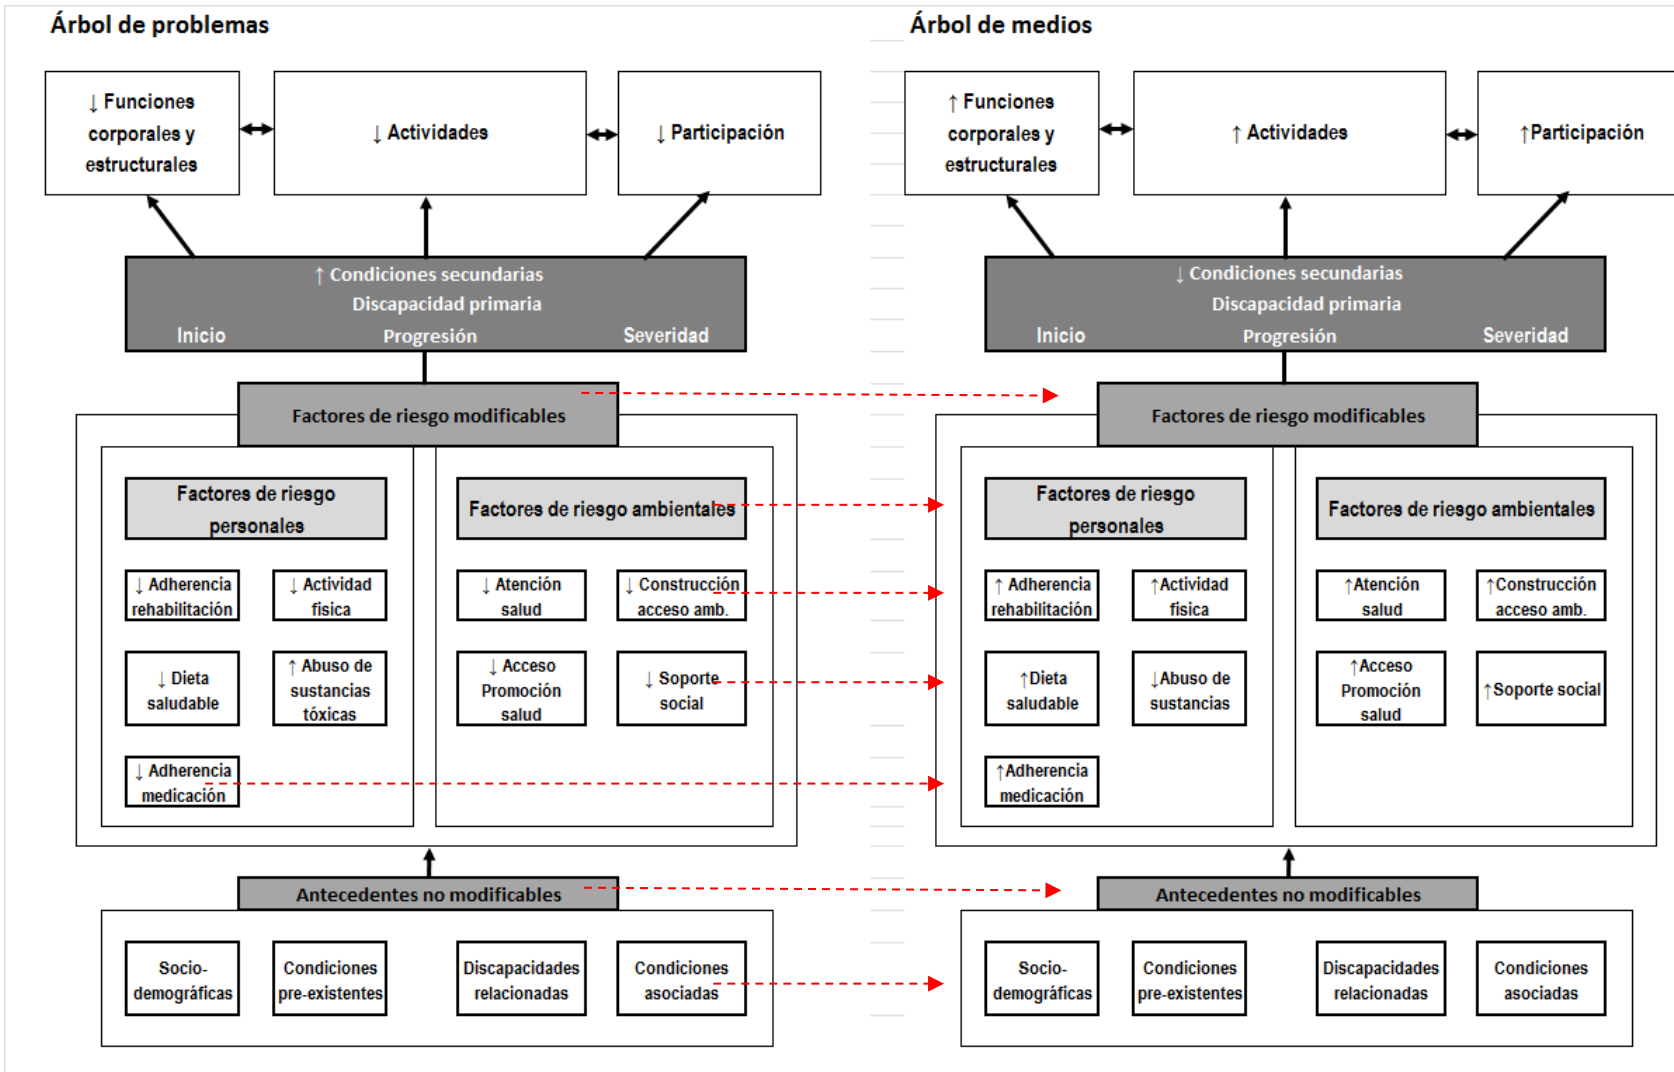 Árbol de problemas
↓ Funciones
corporales y
estructurales
↓ Actividades
↓ Participación
↑ Condiciones secundarias
Discapacidad primaria
Inicio Progresión Severidad
Factores de riesgo modificables
Factores de riesgo
personales
Factores de riesgo ambientales
↓ Adherencia
rehabilitación
↓ Actividad
fisica
↓ Atención
salud
↓ Construcción
acceso amb.
↓ Dieta
saludable
↑ Abuso de
sustancias
tóxicas
↓ Acceso
Promoción
salud
↓ Soporte
social
↓ Adherencia
medicación
Antecedentes no modificables
Socio-
demográficas
Condiciones
pre-existentes
Discapacidades
relacionadas
Condiciones
asociadas
Árbol de medios
↑ Funciones
corporales y
estructurales
↑ Actividades
↑Participación
↓ Condiciones secundarias
Discapacidad primaria
Inicio Progresión Severidad
Factores de riesgo modificables
Factores de riesgo
personales
Factores de riesgo ambientales
↑ Adherencia
rehabilitación
↑Actividad
fisica
↑Atención
salud
↑Construcción
acceso amb.
↑Dieta
saludable
↓Abuso de
sustancias
↑Acceso
Promoción
salud
↑Soporte social
↑Adherencia
medicación
Antecedentes no modificables
Socio-
demográficas
Condiciones
pre-existentes
Discapacidades
relacionadas
Condiciones
asociadas